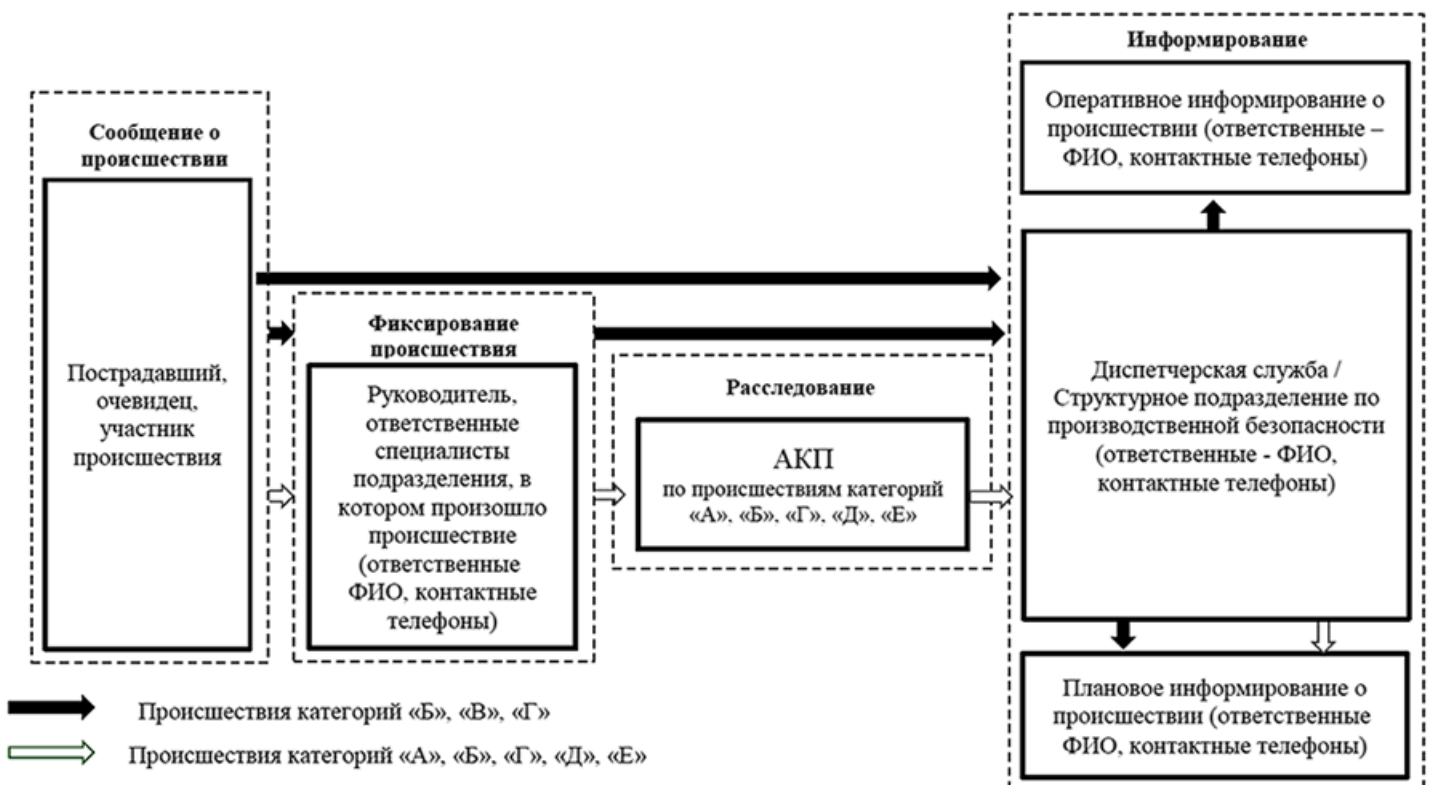 Сообщение о
происшествии
Пострадавший,
очевидец,
участник
происшествия
Фиксирование
происшествия
Руководитель,
ответственные
специалисты
подразделения, в
котором произошло
происшествие
(ответственные
ФИО, контактные
телефоны)
Расследование
АКП
по происшествиям категорий
«А», «Б», «Г», «Д», «Е»
Информирование
Оперативное информирование о
происшествии (ответственные –
ФИО, контактные телефоны)
Диспетчерская служба /
Структурное подразделение по
производственной безопасности
(ответственные - ФИО,
контактные телефоны)
Плановое информирование о
происшествии (ответственные
ФИО, контактные телефоны)
Происшествия категорий «Б», «В», «Г»
Происшествия категорий «А», «Б», «Г», «Д», «Е»